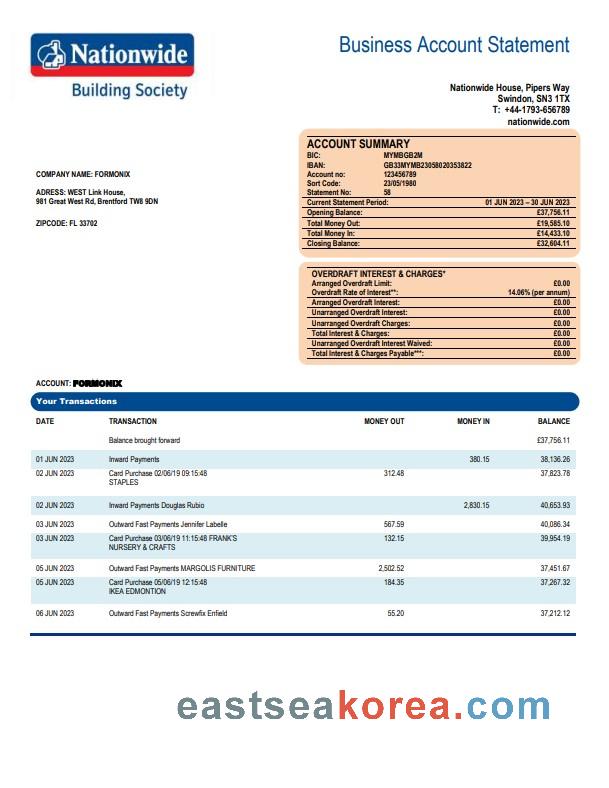 Nationwide
Building Society
Business Account Statement
Nationwide House, Pipers Way
Swindon, SN3 1TX
T: +44-1793-656789
nationwide.com
COMPANY NAME: FORMONIX
ADRESS: WEST Link House,
981 Great West Rd, Brentford TW8 9DN
ZIPCODE: FL 33702
ACCOUNT SUMMARY
BIC: MYMBGB2M
IBAN: GB33MYMB23058020353822
Account no: 123456789
Sort Code: 23/05/1980
Statement No: 58
Current Statement Period: 01 JUN 2023 – 30 JUN 2023
Opening Balance: £37,756.11
Total Money Out: £19,585.10
Total Money In: £14,433.10
Closing Balance: £32,604.11
OVERDRAFT INTEREST & CHARGES*
Arranged Overdraft Limit: £0.00
Overdraft Rate of Interest**: 14.06% (per annum)
Arranged Overdraft Interest: £0.00
Unarranged Overdraft Interest: £0.00
Unarranged Overdraft Charges: £0.00
Total Interest & Charges: £0.00
Unarranged Overdraft Interest Waived: £0.00
Total Interest & Charges Payable***: £0.00
ACCOUNT: FORMONIX
Your Transactions
DATE TRANSACTION MONEY OUT MONEY IN BALANCE
Balance brought forward £37,756.11
01 JUN 2023 Inward Payments 380.15 38,136.26
02 JUN 2023 Card Purchase 02/06/19 09:15:48 312.48 37,823.78
STAPLES
02 JUN 2023 Inward Payments Douglas Rubio 2,830.15 40,653.93
03 JUN 2023 Outward Fast Payments Jennifer Labelle 567.59 40,086.34
03 JUN 2023 Card Purchase 03/06/19 11:15:48 FRANK'S 132.15 39,954.19
NURSERY & CRAFTS
05 JUN 2023 Outward Fast Payments MARGOLIS FURNITURE 2,502.52 37,451.67
05 JUN 2023 Card Purchase 05/06/19 12:15:48 184.35 37,267.32
IKEA EDMONTION
06 JUN 2023 Outward Fast Payments Screwfix Enfield 55.20 37,212.12
eastseakorea.com